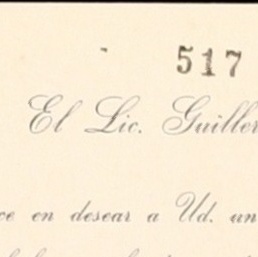 517
El Lic. Guiller
ce en desear a Ud. un